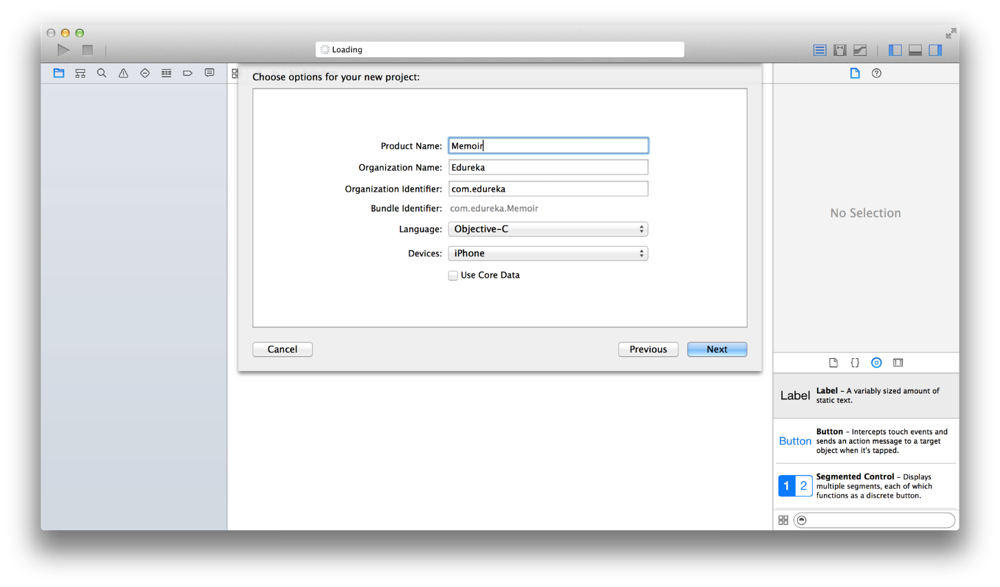 Loading
Choose options for your new project:
Product Name: Memoir
Organization Name: Edureka
Organization Identifier: com.edureka
Bundle Identifier: com.edureka.Memoir
Language: Objective-C
Devices: iPhone
Use Core Data
Cancel Previous Next
No Selection
Label
Label – A variably sized amount of
static text.
Button
Button – Intercepts touch events and
sends an action message to a target
object when it's tapped.
1 2
Segmented Control – Displays
multiple segments, each of which
functions as a discrete button.